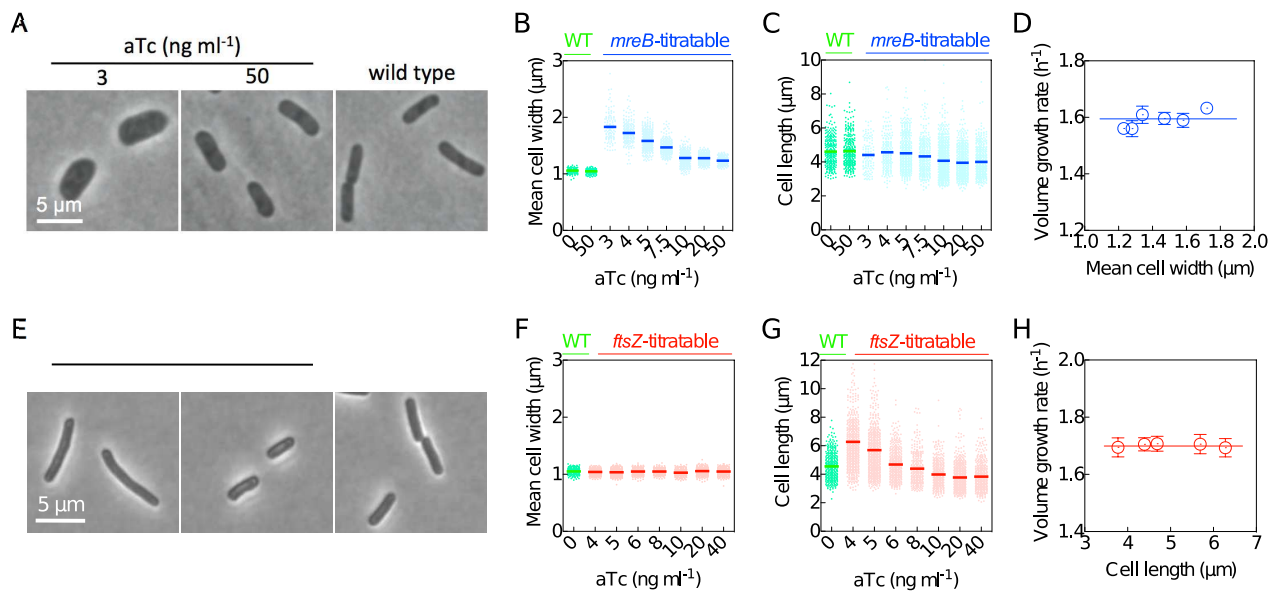 A
aTc (ng ml-1)
3 50 wild type
5 µm
B
WT mreB-titratable
Mean cell width (µm)
3
2
1
0
0 50 3 4 5 7.5 10 20 50
aTc (ng ml-1)
C
WT mreB-titratable
Cell length (µm)
10
8
6
4
2
0
0 50 3 4 5 7.5 10 20 50
aTc (ng ml-1)
D
Volume growth rate (h-1)
1.8
1.6
1.4
1.2
1.0 1.2 1.4 1.6 1.8 2.0
Mean cell width (µm)
E
5 µm
F
WT ftsZ-titratable
Mean cell width (µm)
3
2
1
0
0 4 5 6 8 10 20 40
aTc (ng ml-1)
G
WT ftsZ-titratable
Cell length (µm)
12
10
8
6
4
2
0
0 4 5 6 8 10 20 40
aTc (ng ml-1)
H
Volume growth rate (h-1)
2.0
1.8
1.6
1.4
3 4 5 6 7
Cell length (µm)